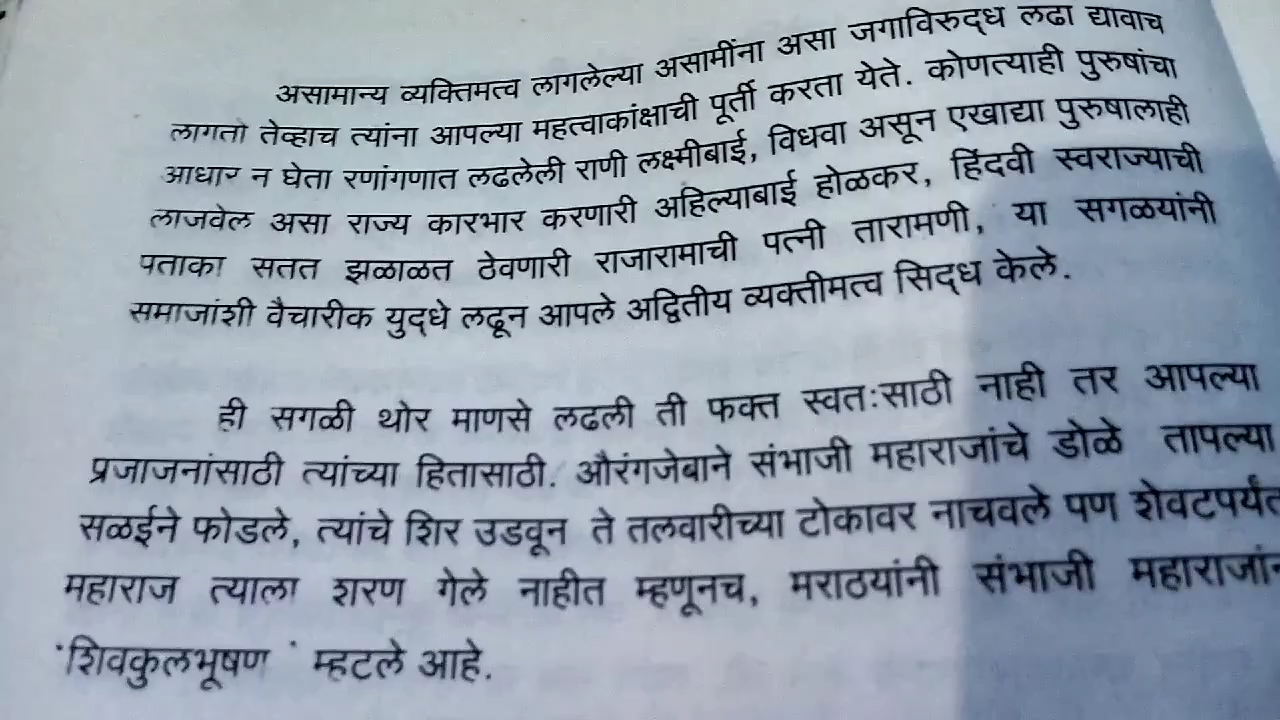 असामान्य व्यक्तिमत्व लागलेल्या असामींना असा जगाविरुद्ध लढा द्यावाच
लागतो तेव्हाच त्यांना आपल्या महत्वाकांक्षाची पूर्ती करता येते. कोणत्याही पुरुषांचा
आधार न घेता रणांगणात लढलेली राणी लक्ष्मीबाई, विधवा असून एखाद्या पुरुषालाही
लाजवेल असा राज्य कारभार करणारी अहिल्याबाई होळकर, हिंदवी स्वराज्याची
पताका सतत झळाळत ठेवणारी राजारामाची पत्नी तारामणी, या सगळयांनी
समाजांशी वैचारीक युद्धे लढून आपले अद्वितीय व्यक्तीमत्व सिद्ध केले.
ही सगळी थोर माणसे लढली ती फक्त स्वतःसाठी नाही तर आपल्या
प्रजाजनांसाठी त्यांच्या हितासाठी. औरंगजेबाने संभाजी महाराजांचे डोळे तापल्या
सळईने फोडले, त्यांचे शिर उडवून ते तलवारीच्या टोकावर नाचवले पण शेवटपर्यंत
महाराज त्याला शरण गेले नाहीत म्हणूनच, मराठयांनी संभाजी
'शिवकुलभूषण ' म्हटले आहे.